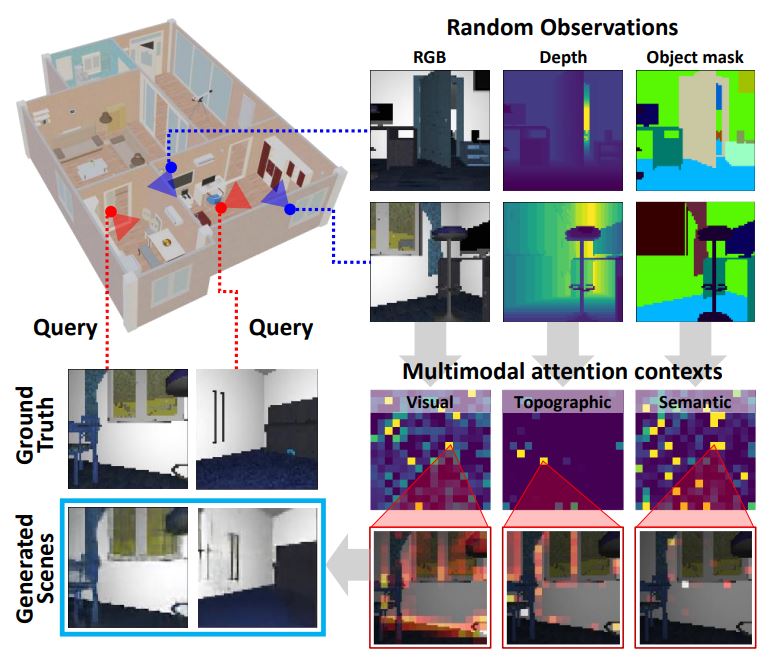 Random Observations
RGB Depth Object mask
Query Query
Multimodal attention contexts
Visual Topographic Semantic
Ground
Truth
Generated
Scenes